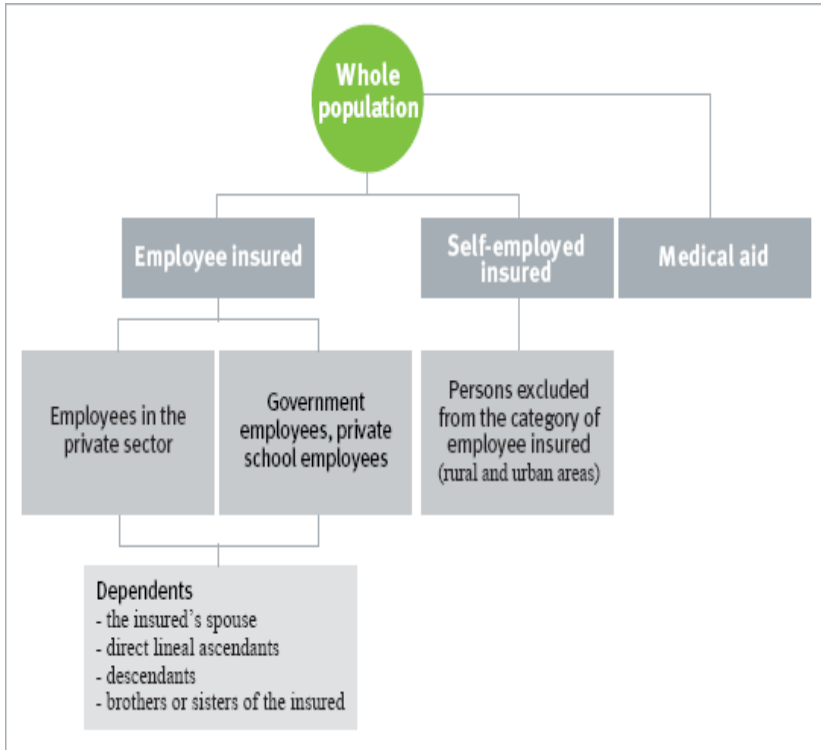 Whole
population
Employee insured
Self-employed
insured
Medical aid
Employees in the
private sector
Government
employees, private
school employees
Persons excluded
from the category of
employee insured
(rural and urban areas)
Dependents
- the insured's spouse
- direct lineal ascendants
- descendants
- brothers or sisters of the insured